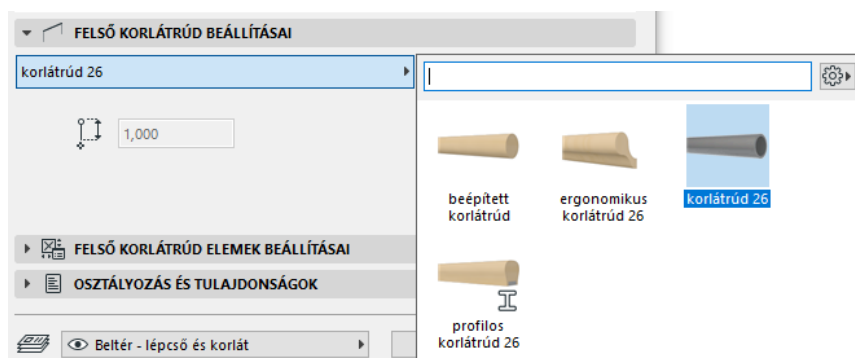 FELSŐ KORLÁTRÚD BEÁLLÍTÁSAI
korlátrúd 26
1,000
beépített
korlátrúd
ergonomikus
korlátrúd 26
korlátrúd 26
FELSŐ KORLÁTRÚD ELEMEK BEÁLLÍTÁSAI
OSZTÁLYOZÁS ÉS TULAJDONSÁGOK
profilos
korlátrúd 26
Beltér - lépcső és korlát